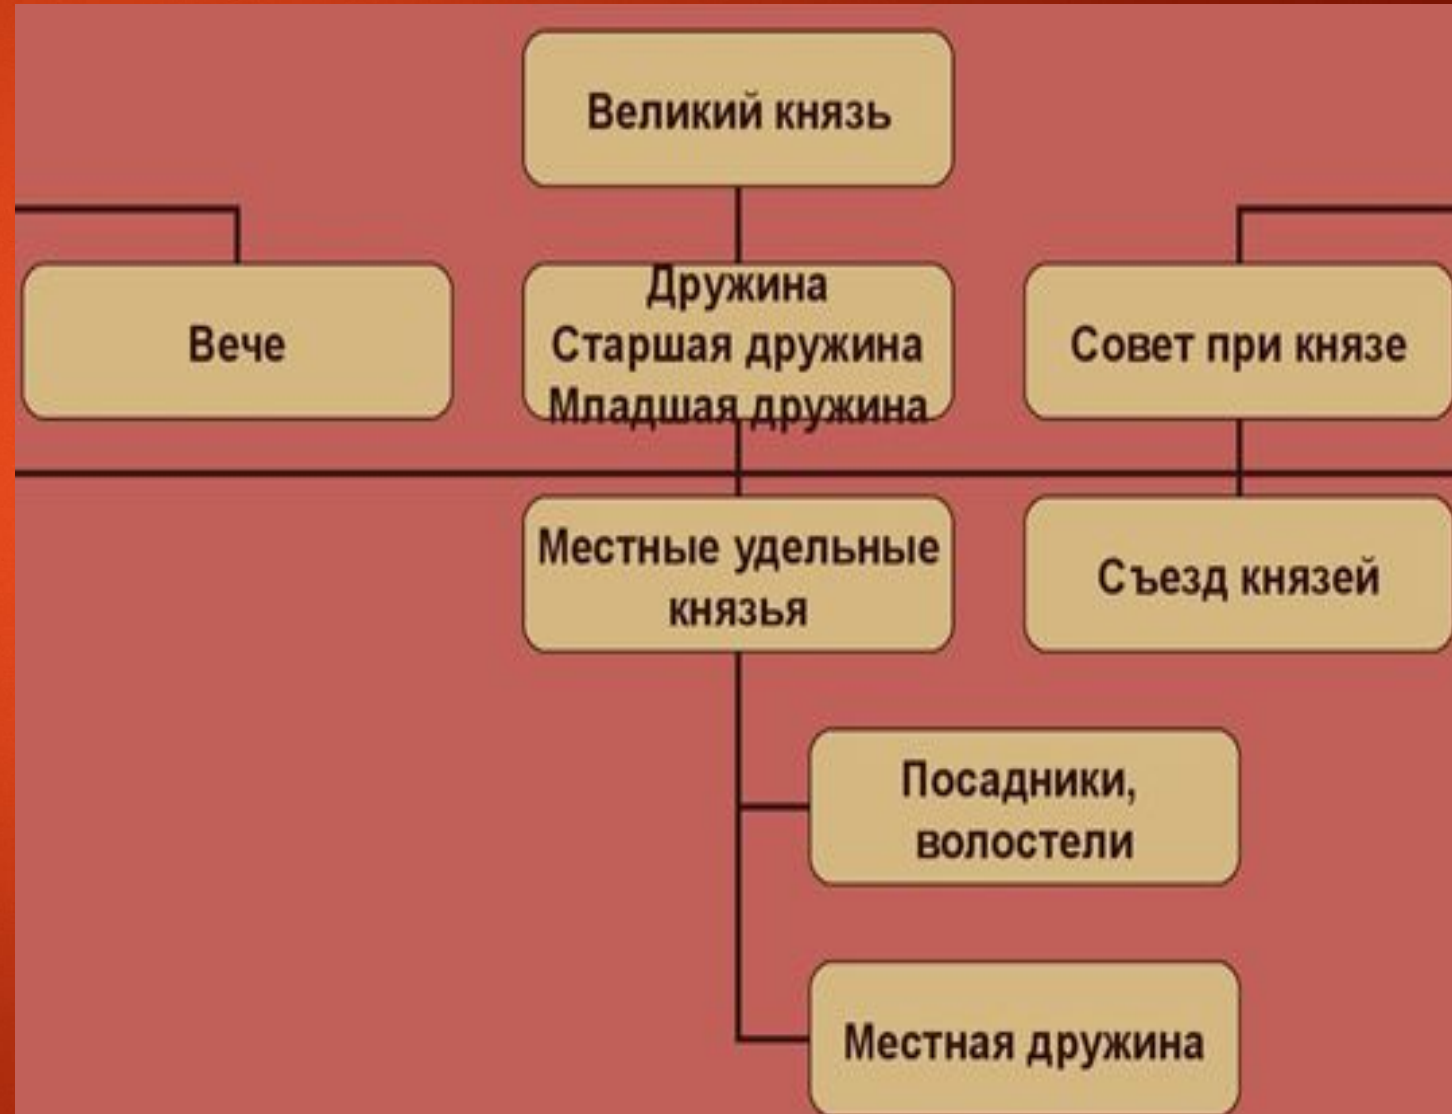 Великий князь
Вече
Дружина
Старшая дружина
Младшая дружина
Совет при князе
Местные удельные
князья
Съезд князей
Посадники,
волостели
Местная дружина